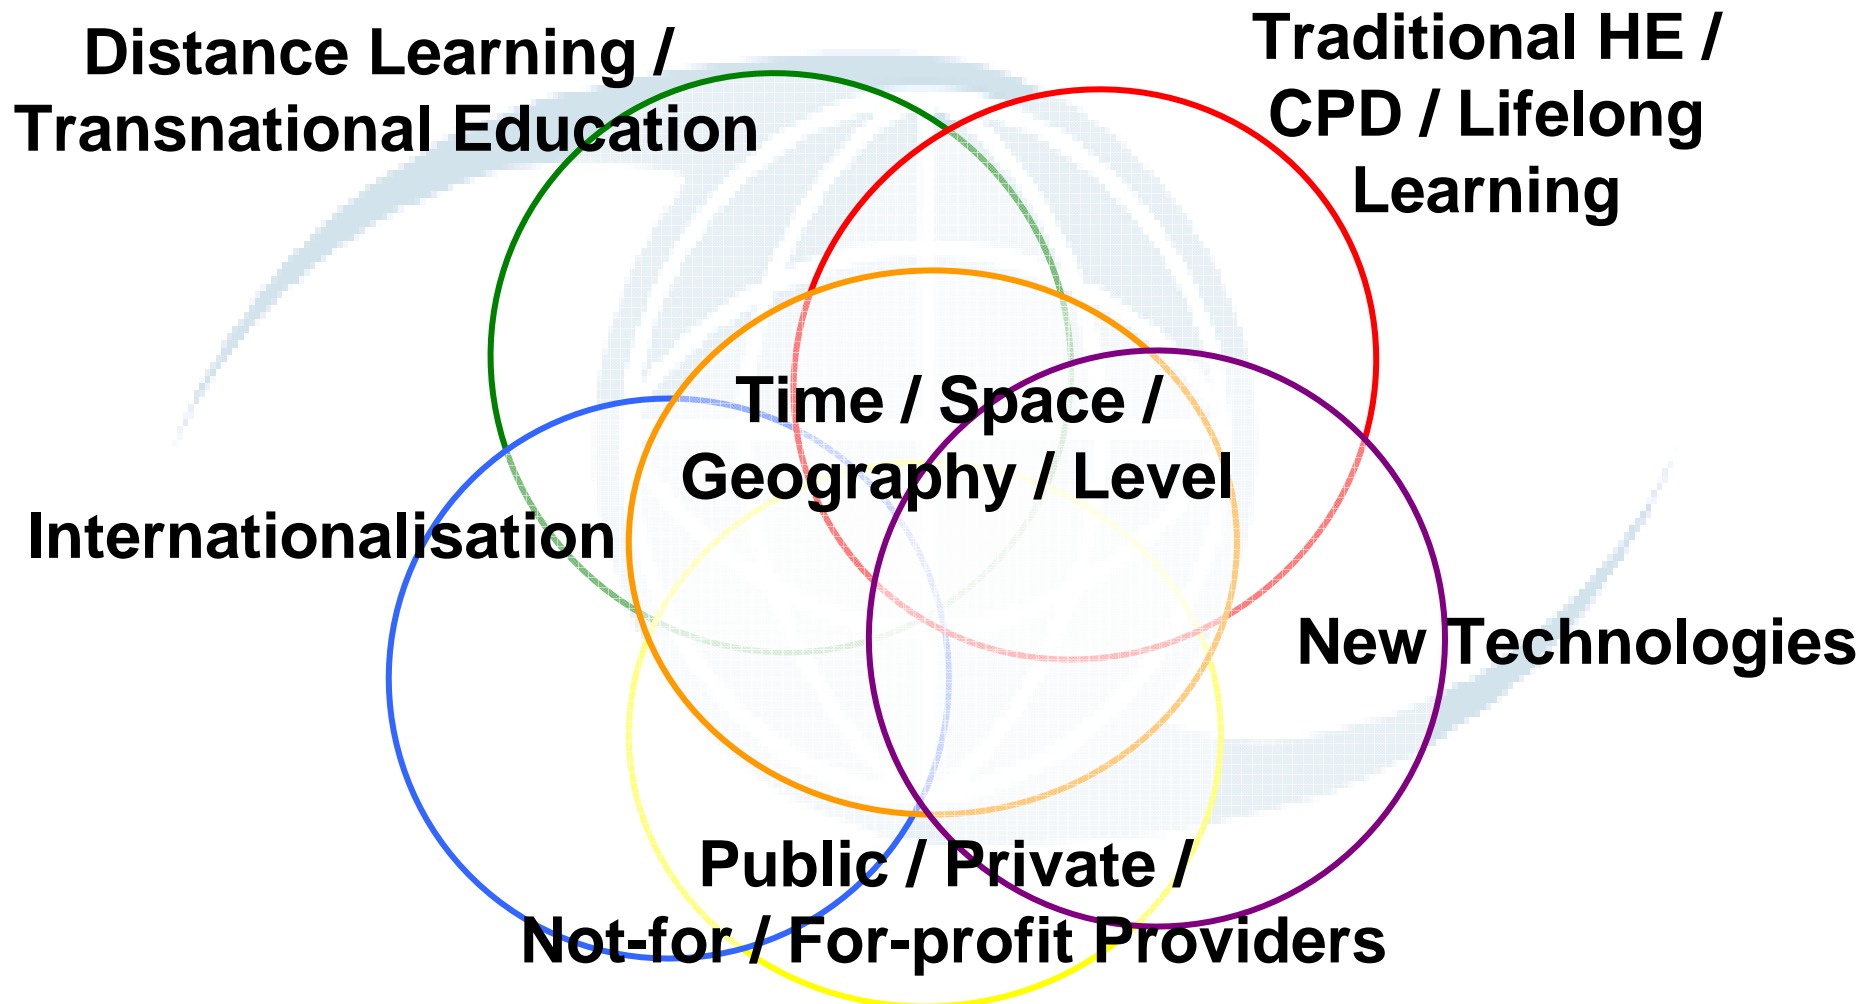 Distance Learning /
Transnational Education
Traditional HE /
CPD / Lifelong
Learning
Time / Space /
Geography / Level
Internationalisation
New Technologies
Public / Private /
Not-for / For-profit Providers